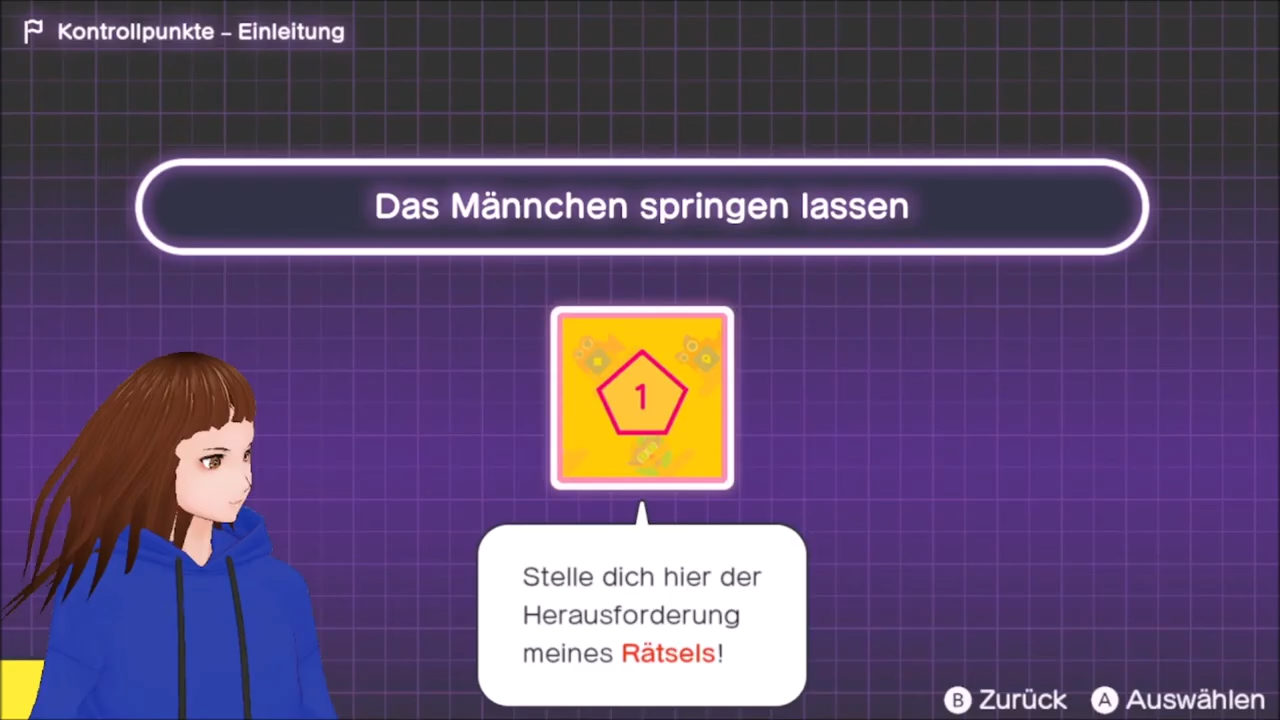 Kontrollpunkte – Einleitung
Das Männchen springen lassen
1
Stelle dich hier der
Herausforderung
meines Rätsels!
B Zurück A Auswählen